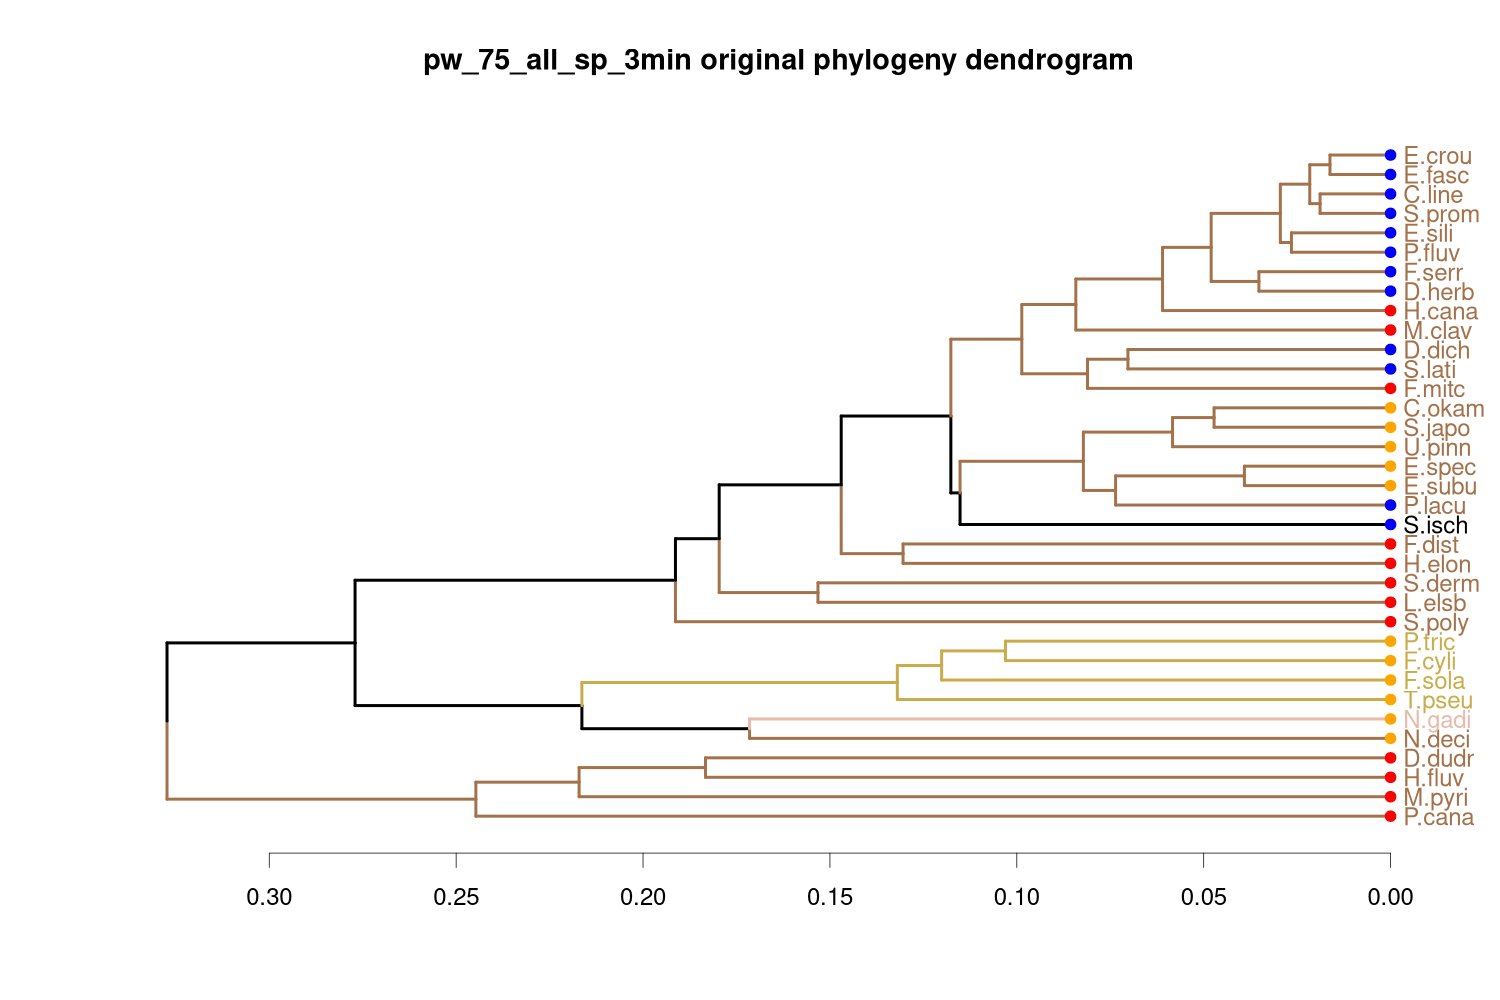 pw_75_all_sp_3min original phylogeny dendrogram
E.crou
E.fasc
C.line
S.prom
E.sili
P.fluv
F.serr
D.herb
H.cana
M.clav
D.dich
S.lati
F.mitc
C.okam
S.japo
U.pinn
E.spec
E.subu
P.lacu
S.isch
F.dist
H.elon
S.derm
L.elsb
S.poly
P.tric
F.cyli
F.sola
T.pseu
N.gadi
N.deci
D.dudr
H.fluv
M.pyri
P.cana
0.30 0.25 0.20 0.15 0.10 0.05 0.00